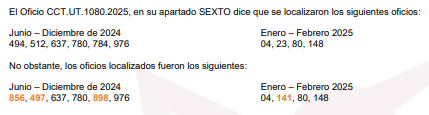 El Oficio CCT.UT.1080.2025, en su apartado SEXTO dice que se localizaron los siguientes oficios:
Junio – Diciembre de 2024 Enero – Febrero 2025
494, 512, 637, 780, 784, 976 04, 23, 80, 148
No obstante, los oficios localizados fueron los siguientes:
Junio – Diciembre de 2024 Enero – Febrero 2025
856, 497, 637, 780, 898, 976 04, 141, 80, 148